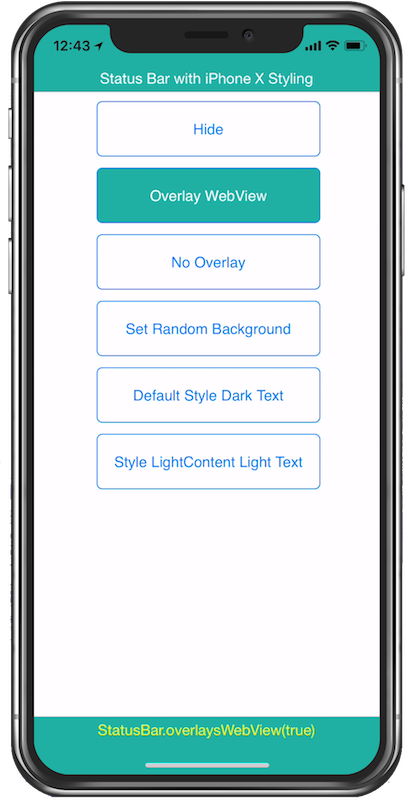 12:43
Status Bar with iPhone X Styling
Hide
Overlay WebView
No Overlay
Set Random Background
Default Style Dark Text
Style LightContent Light Text
StatusBar.overlaysWebView(true)